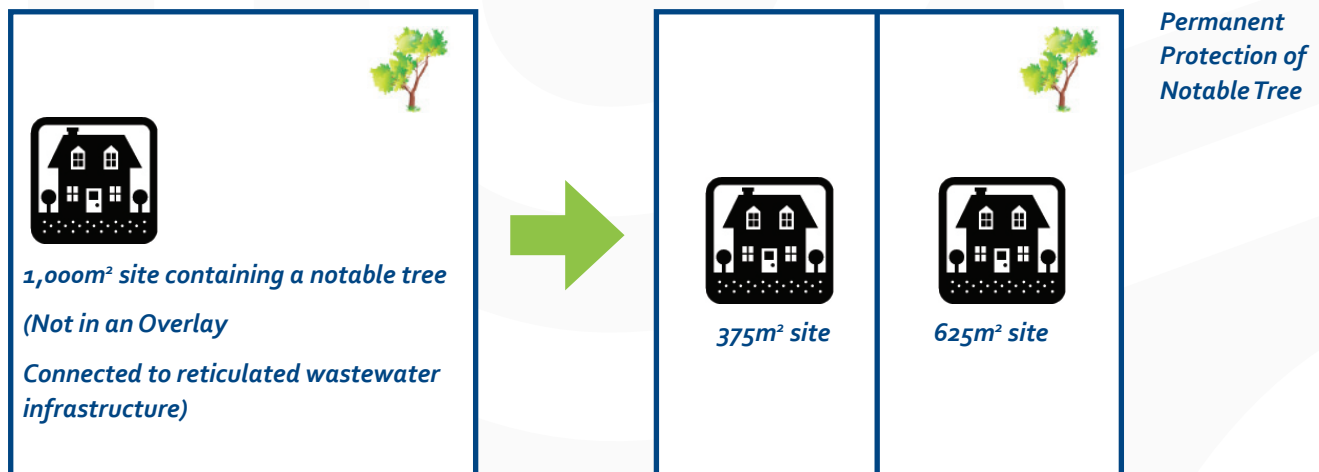 1,000m² site containing a notable tree
(Not in an Overlay
Connected to reticulated wastewater
infrastructure)
375m² site
625m² site
Permanent
Protection of
Notable Tree